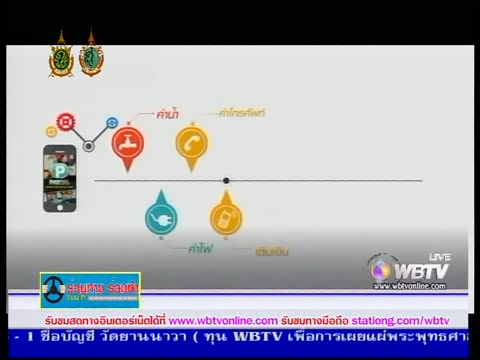 ค่าน้ำ
ค่าโทรศัพท์
P
ค่าไฟ
เติมเงิน
LIVE
WBTV
www.wbtvonline.com
รับชมสดทางอินเตอร์เน็ตได้ที่ www.wbtvonline.com รับชมทางมือถือ stationg.com/wbtv
- 1 ชื่อบัญชี วัดยานนาวา ( ทุน WBTV เพื่อการเผยแผ่พระพุทธศา